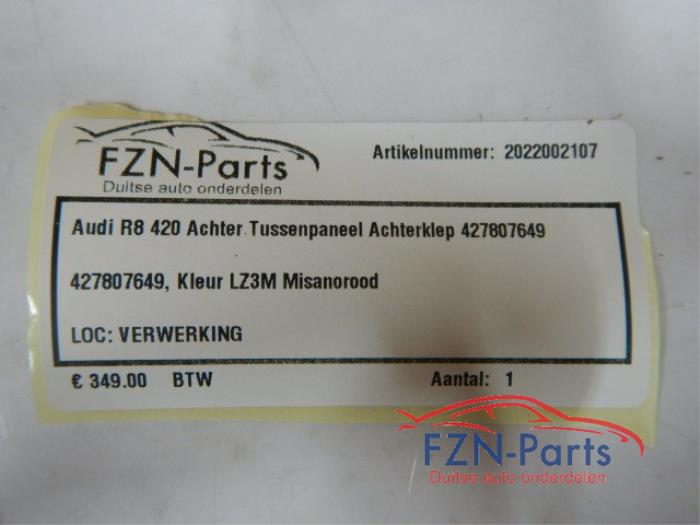 FZN-Parts
Duitse auto onderdelen
Artikelnummer: 2022002107
Audi R8 420 Achter Tussenpaneel Achterklep 427807649
427807649, Kleur LZ3M Misanorood
LOC: VERWERKING
€ 349.00 BTW Aantal: 1
FZN-Parts
Duitse auto onderdelen